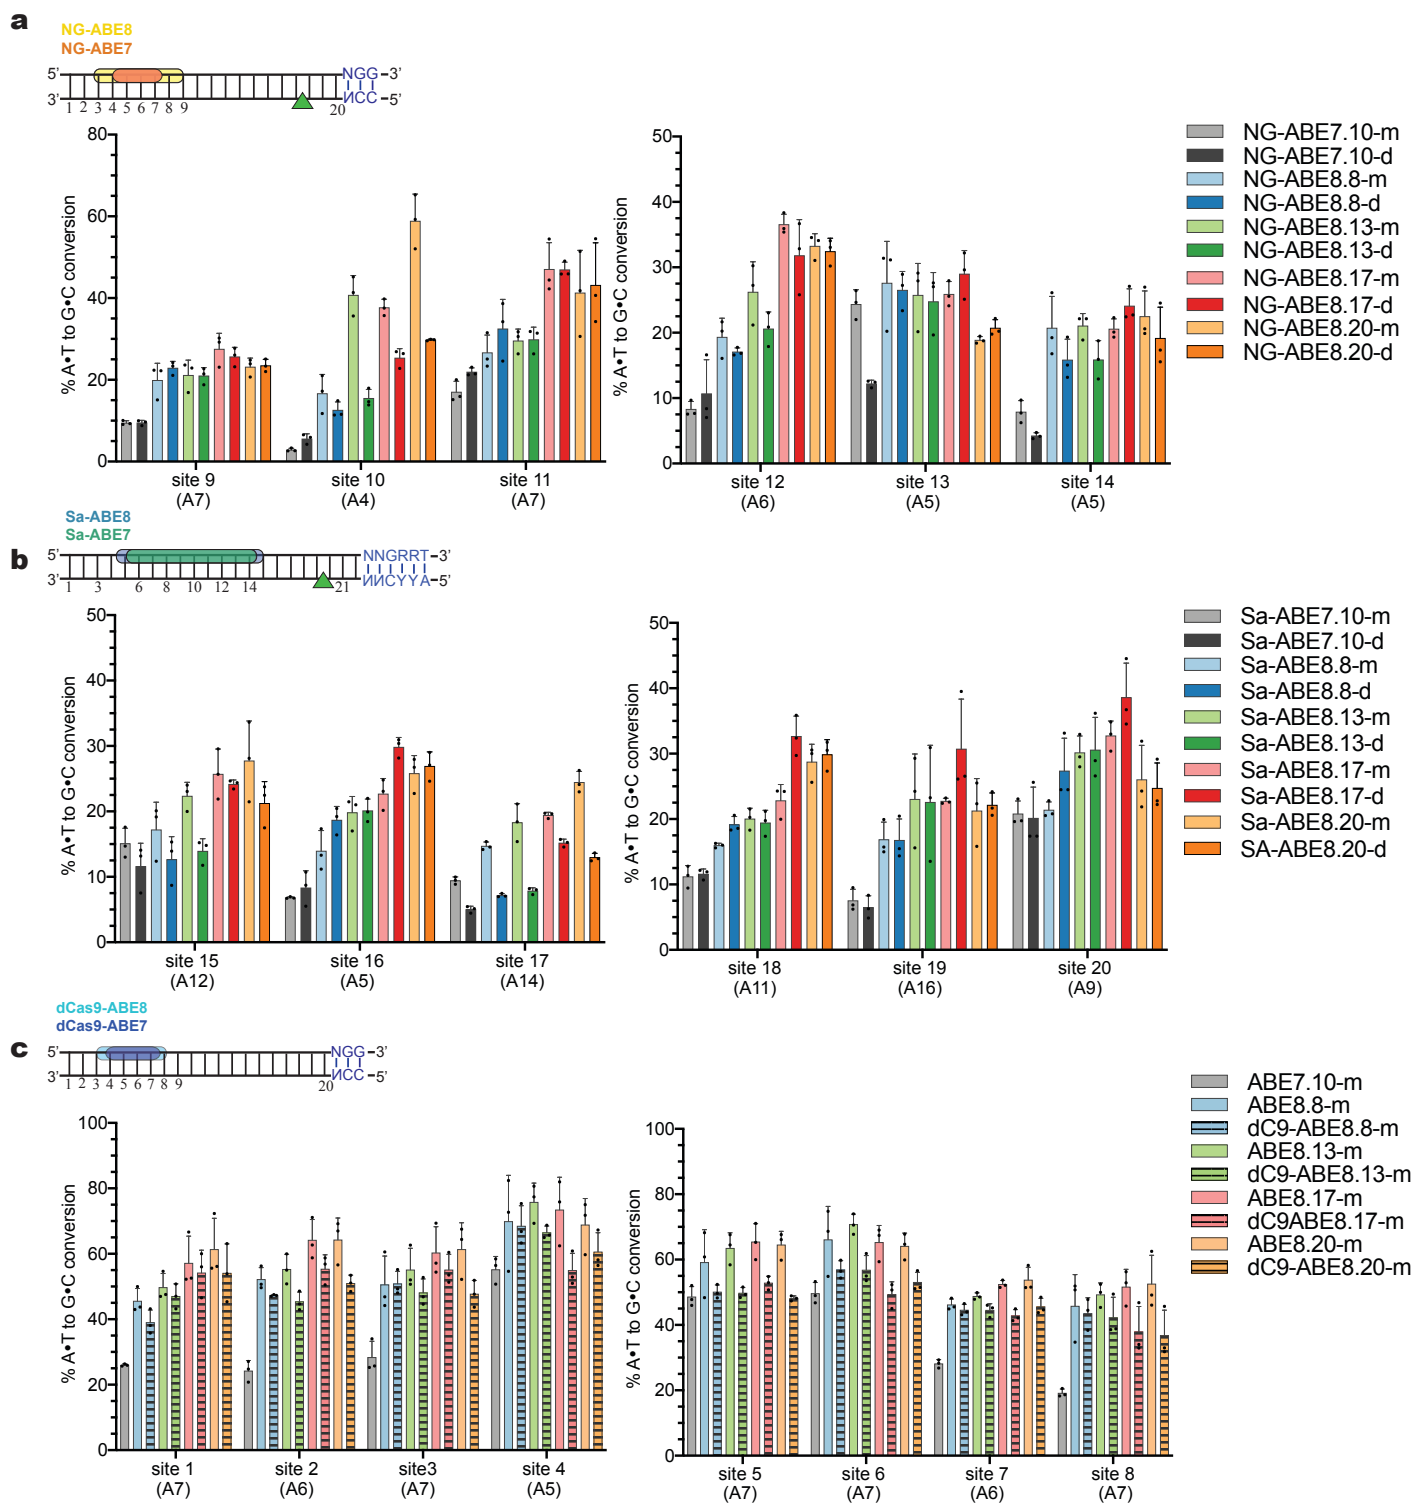 a
NG-ABE8
NG-ABE7
5' NGG -3'
3' NCC -5'
1 2 3 4 5 6 7 8 9 20
% A•T to G•C conversion
80
60
40
20
0
site 9 site 10 site 11
(A7) (A4) (A7)
% A•T to G•C conversion
50
40
30
20
10
0
site 12 site 13 site 14
(A6) (A5) (A5)
NG-ABE7.10-m
NG-ABE7.10-d
NG-ABE8.8-m
NG-ABE8.8-d
NG-ABE8.13-m
NG-ABE8.13-d
NG-ABE8.17-m
NG-ABE8.17-d
NG-ABE8.20-m
NG-ABE8.20-d
b
Sa-ABE8
Sa-ABE7
5' NNGRRT-3'
3' NNCYYA-5'
1 3 6 8 10 12 14 21
% A•T to G•C conversion
50
40
30
20
10
0
site 15 site 16 site 17
(A12) (A5) (A14)
% A•T to G•C conversion
50
40
30
20
10
0
site 18 site 19 site 20
(A11) (A16) (A9)
Sa-ABE7.10-m
Sa-ABE7.10-d
Sa-ABE8.8-m
Sa-ABE8.8-d
Sa-ABE8.13-m
Sa-ABE8.13-d
Sa-ABE8.17-m
Sa-ABE8.17-d
Sa-ABE8.20-m
SA-ABE8.20-d
c
dCas9-ABE8
dCas9-ABE7
5' NGG -3'
3' NCC -5'
1 2 3 4 5 6 7 8 9 20
% A•T to G•C conversion
100
80
60
40
20
0
site 1 site 2 site3 site 4
(A7) (A6) (A7) (A5)
% A•T to G•C conversion
100
80
60
40
20
0
site 5 site 6 site 7 site 8
(A7) (A7) (A6) (A7)
ABE7.10-m
ABE8.8-m
dC9-ABE8.8-m
ABE8.13-m
dC9-ABE8.13-m
ABE8.17-m
dC9ABE8.17-m
ABE8.20-m
dC9-ABE8.20-m